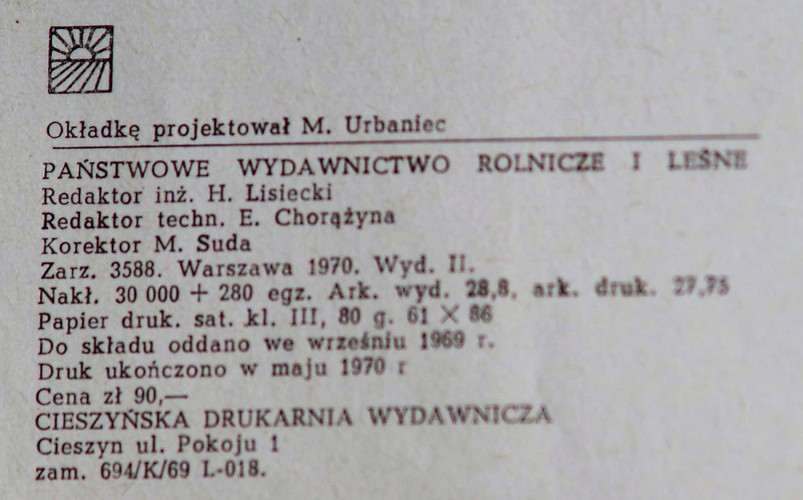 Okładkę projektował M. Urbaniec
PAŃSTWOWE WYDAWNICTWO ROLNICZE I LEŚNE
Redaktor inż. H. Lisiecki
Redaktor techn. E. Chorążyna
Korektor M. Suda
Zarz. 3588. Warszawa 1970. Wyd. II.
Nakł. 30 000 + 280 egz. Ark. wyd. 28,8, ark. druk. 27,75
Papier druk. sat. kl. III, 80 g. 61 × 86
Do składu oddano we wrześniu 1969 r.
Druk ukończono w maju 1970 r
Cena zł 90,—
CIESZYŃSKA DRUKARNIA WYDAWNICZA
Cieszyn ul. Pokoju 1
zam. 694/K/69 L-018.